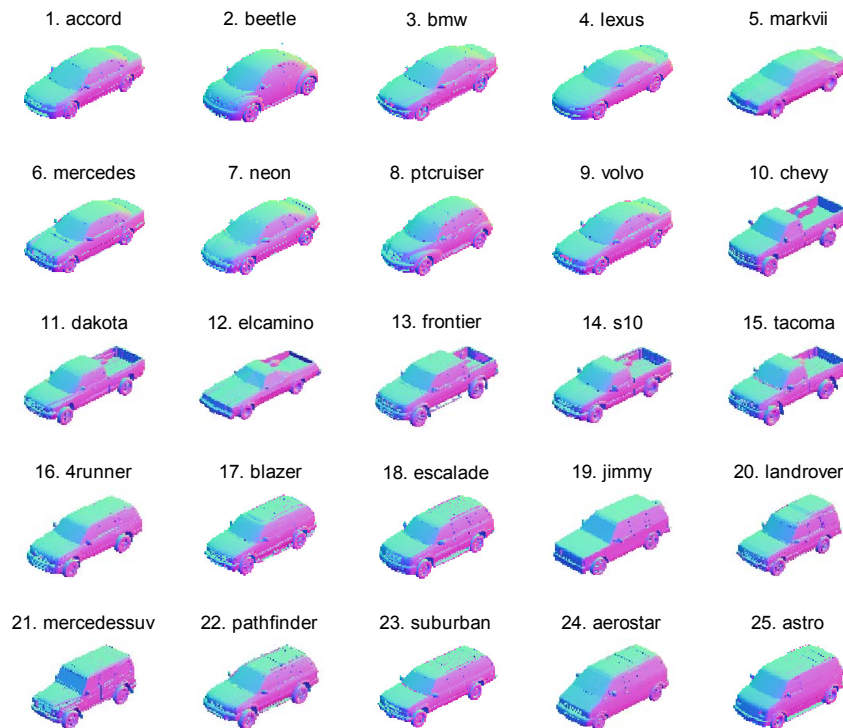 1. accord
2. beetle
3. bmw
4. lexus
5. markvii
6. mercedes
7. neon
8. ptcruiser
9. volvo
10. chevy
11. dakota
12. elcamino
13. frontier
14. s10
15. tacoma
16. 4runner
17. blazer
18. escalade
19. jimmy
20. landrover
21. mercedessuv
22. pathfinder
23. suburban
24. aerostar
25. astro